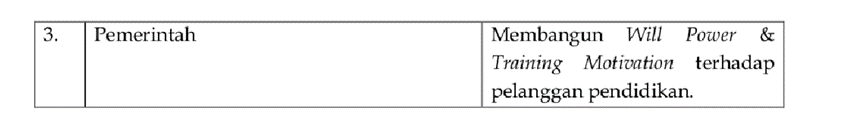 3. Pemerintah Membangun Will Power &
Training Motivation terhadap
pelanggan pendidikan.